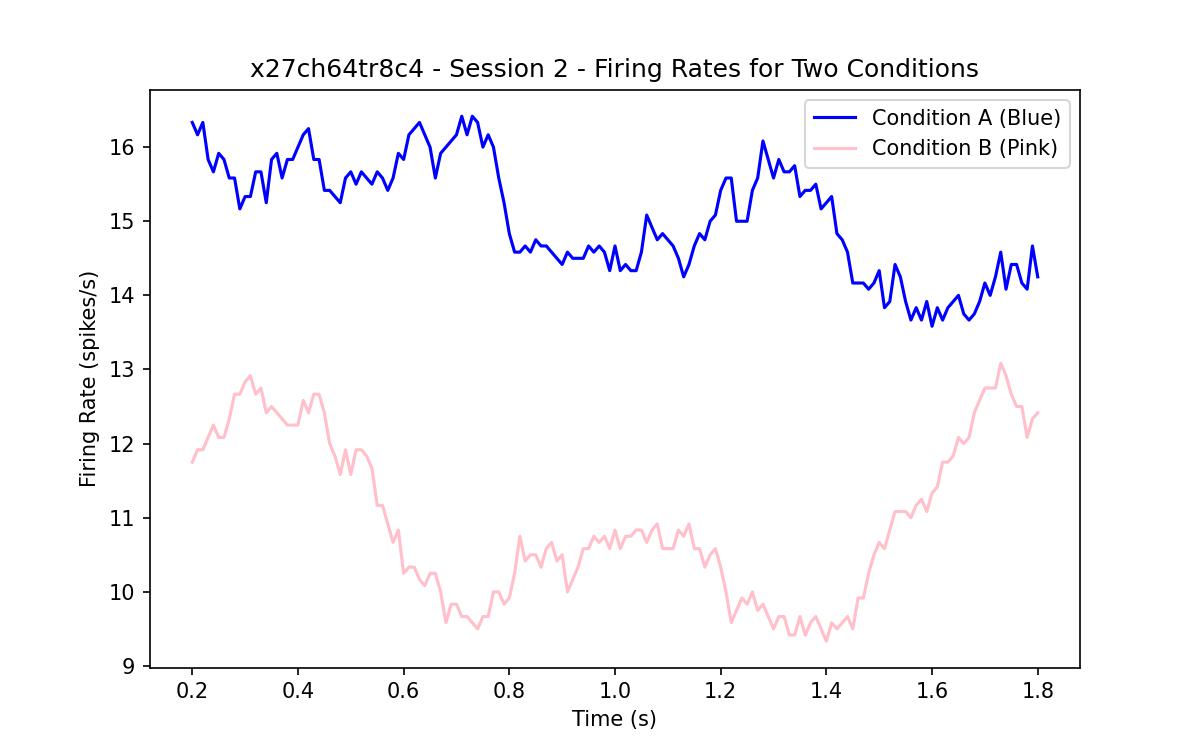 x27ch64tr8c4 - Session 2 - Firing Rates for Two Conditions
Condition A (Blue)
Condition B (Pink)
Firing Rate (spikes/s)
16
15
14
13
12
11
10
9
0.2 0.4 0.6 0.8 1.0 1.2 1.4 1.6 1.8
Time (s)